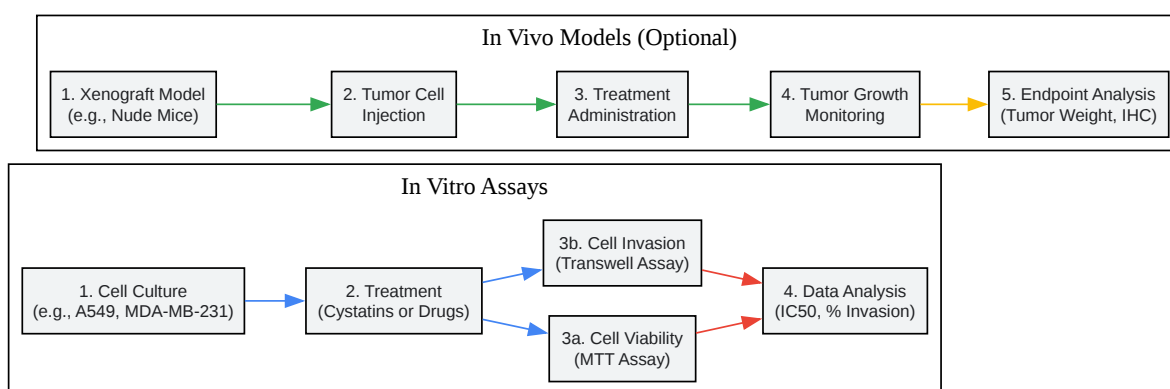 In Vivo Models (Optional)
1. Xenograft Model
(e.g., Nude Mice)
2. Tumor Cell
Injection
3. Treatment
Administration
4. Tumor Growth
Monitoring
5. Endpoint Analysis
(Tumor Weight, IHC)
In Vitro Assays
1. Cell Culture
(e.g., A549, MDA-MB-231)
2. Treatment
(Cystatins or Drugs)
3b. Cell Invasion
(Transwell Assay)
3a. Cell Viability
(MTT Assay)
4. Data Analysis
(IC50, % Invasion)